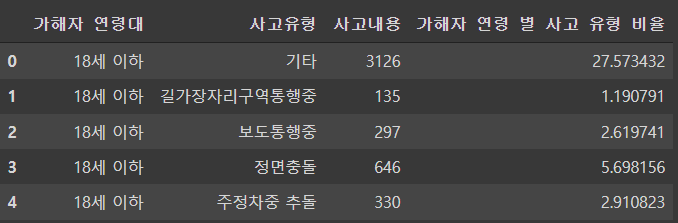 가해자 연령대 사고유형 사고내용 가해자 연령 별 사고 유형 비율
0 18세 이하 기타 3126 27.573432
1 18세 이하 길가장자리구역통행중 135 1.190791
2 18세 이하 보도통행중 297 2.619741
3 18세 이하 정면충돌 646 5.698156
4 18세 이하 주정차중 추돌 330 2.910823